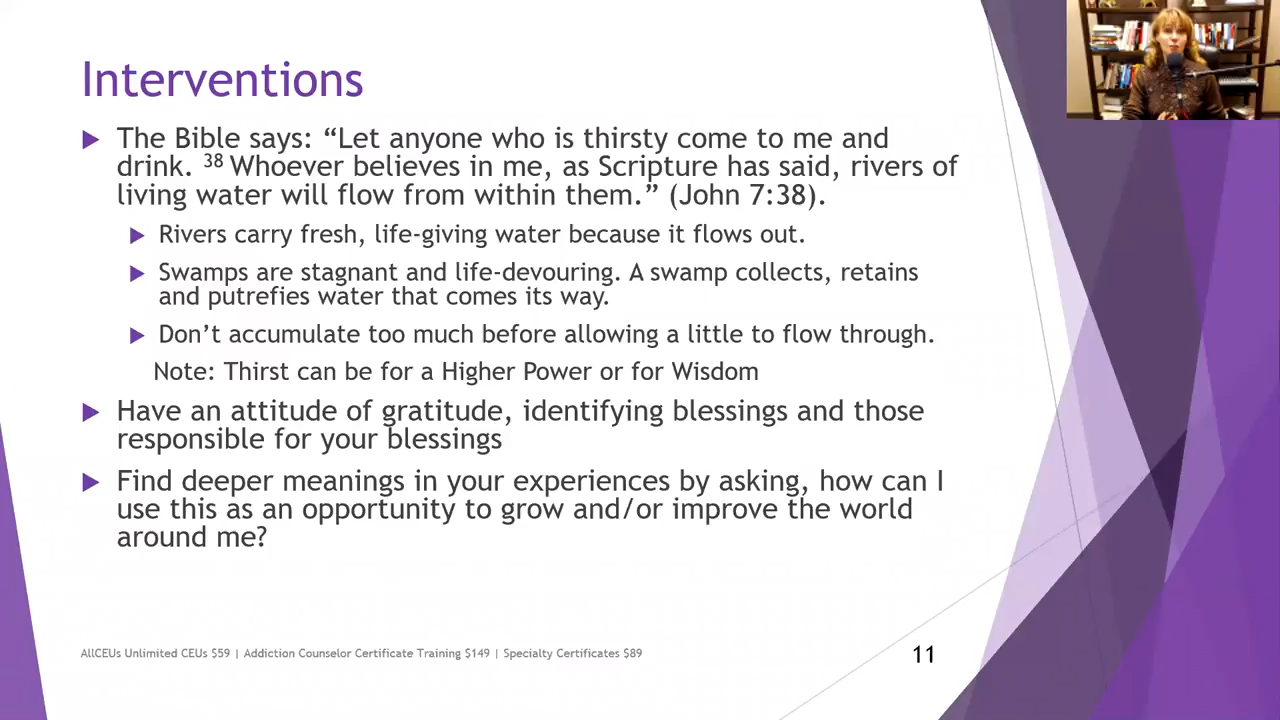 Interventions
The Bible says: “Let anyone who is thirsty come to me and
drink. 38 Whoever believes in me, as Scripture has said, rivers of
living water will flow from within them.” (John 7:38).
Rivers carry fresh, life-giving water because it flows out.
Swamps are stagnant and life-devouring. A swamp collects, retains
and putrefies water that comes its way.
Don’t accumulate too much before allowing a little to flow through.
Note: Thirst can be for a Higher Power or for Wisdom
Have an attitude of gratitude, identifying blessings and those
responsible for your blessings
Find deeper meanings in your experiences by asking, how can I
use this as an opportunity to grow and/or improve the world
around me?
AllCEUs Unlimited CEUs $59 | Addiction Counselor Certificate Training $149 | Specialty Certificates $89
11